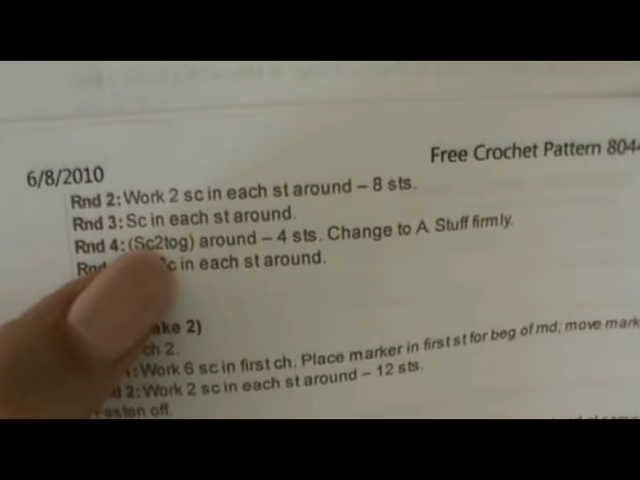 6/8/2010
Free Crochet Pattern 804
Rnd 2: Work 2 sc in each st around – 8 sts.
Rnd 3: Sc in each st around.
Rnd 4: (Sc2tog) around – 4 sts. Change to A. Stuff firmly.
in each st around.
2)
ch 2.
Work 6 sc in first ch. Place marker in first st for beg of rnd; move
2: Work 2 sc in each st around – 12 sts.
off.